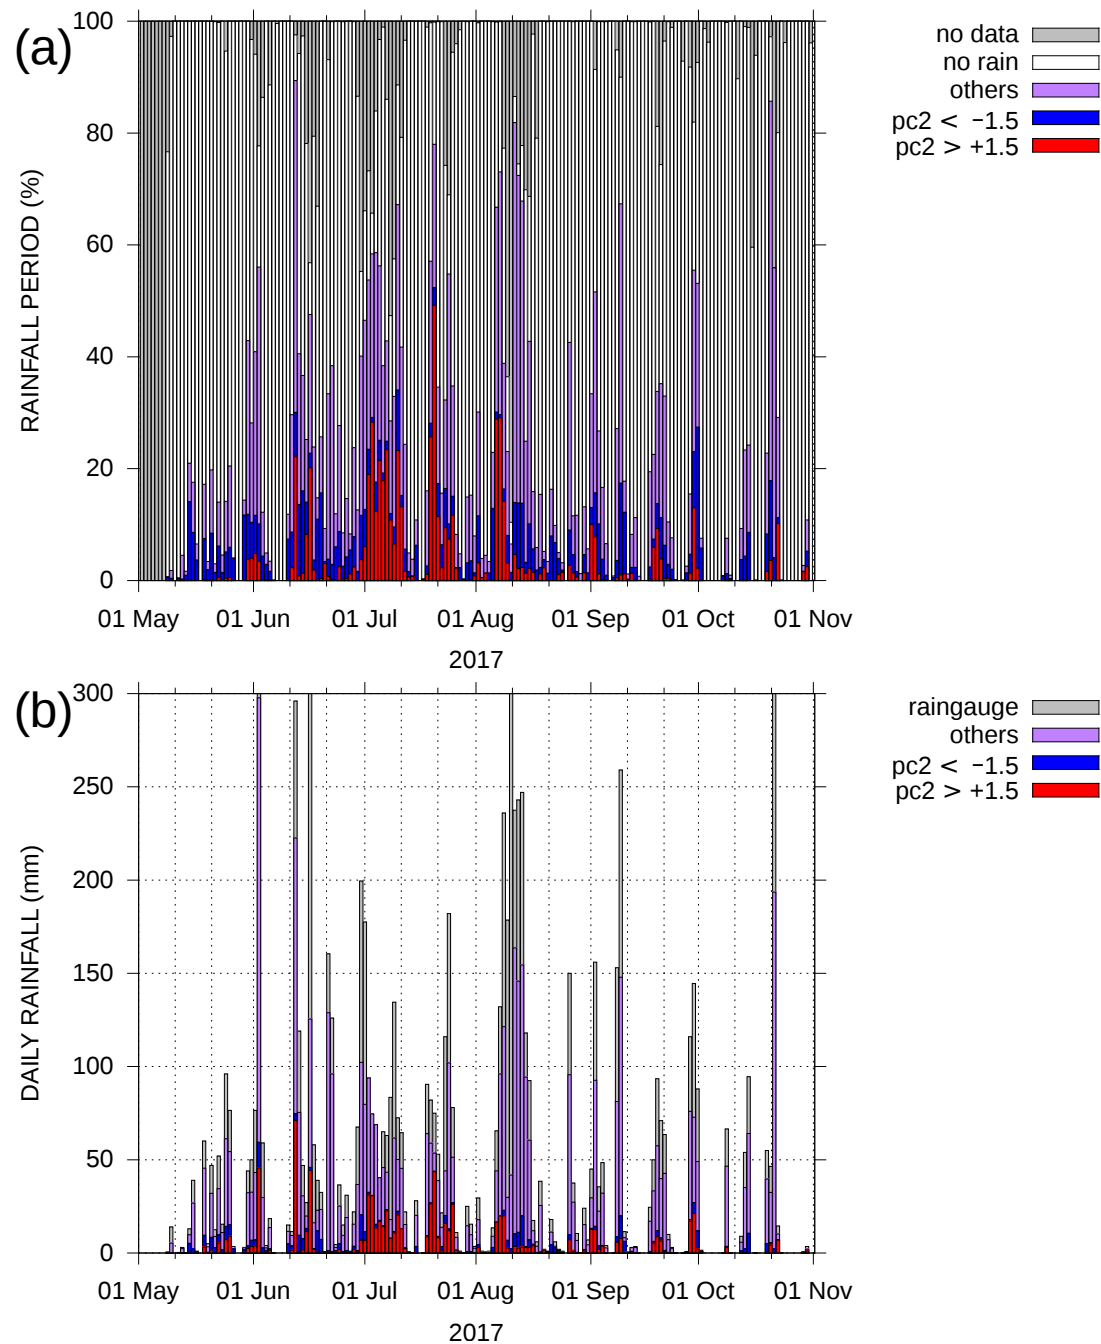 (a)
RAINFALL PERIOD (%)
100
80
60
40
20
0
01 May 01 Jun 01 Jul 01 Aug 01 Sep 01 Oct 01 Nov
2017
no data
no rain
others
pc2 < −1.5
pc2 > +1.5
(b)
DAILY RAINFALL (mm)
300
250
200
150
100
50
0
01 May 01 Jun 01 Jul 01 Aug 01 Sep 01 Oct 01 Nov
2017
raingauge
others
pc2 < −1.5
pc2 > +1.5